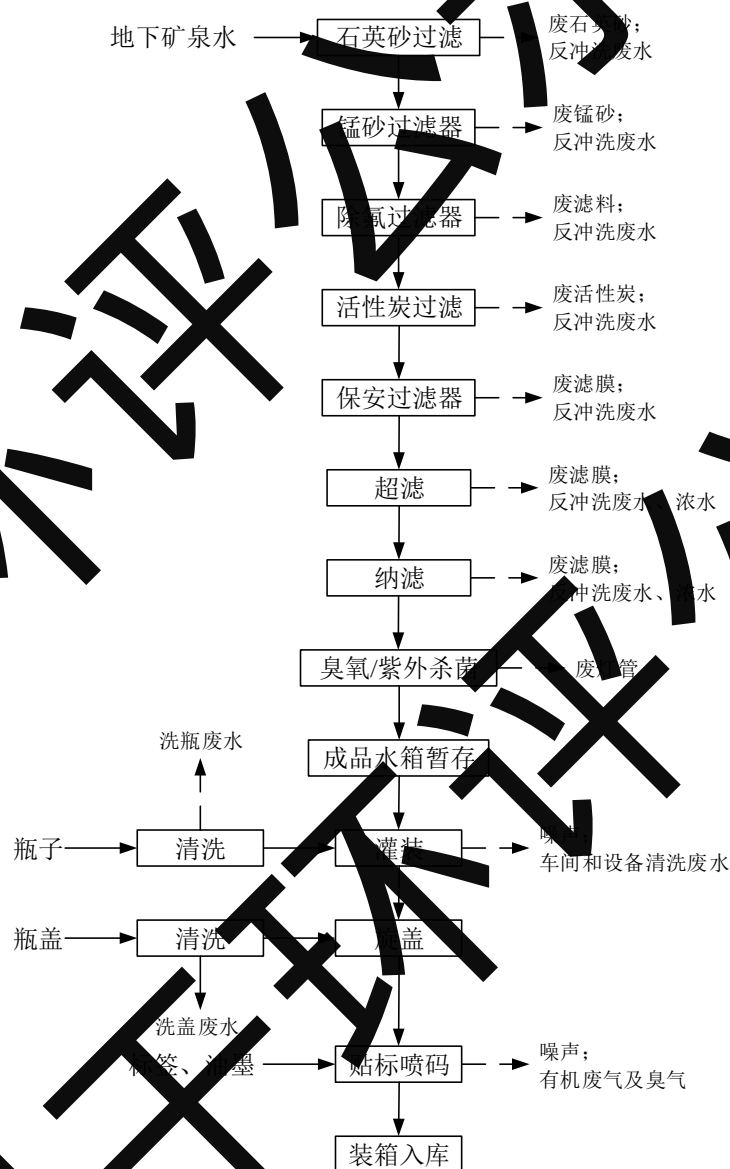 地下矿泉水
石英砂过滤
废石英砂；
反冲洗废水
锰砂过滤器
废锰砂；
反冲洗废水
除氟过滤器
废滤料；
反冲洗废水
活性炭过滤
废活性炭；
反冲洗废水
保安过滤器
废滤膜；
反冲洗废水
超滤
废滤膜；
反冲洗废水、浓水
纳滤
废滤膜；
反冲洗废水、浓水
臭氧/紫外杀菌
废灯管
洗瓶废水
成品水箱暂存
瓶子
清洗
灌装
噪声；
车间和设备清洗废水
瓶盖
清洗
旋盖
洗盖废水
标签、油墨
贴标喷码
噪声；
有机废气及臭气
装箱入库